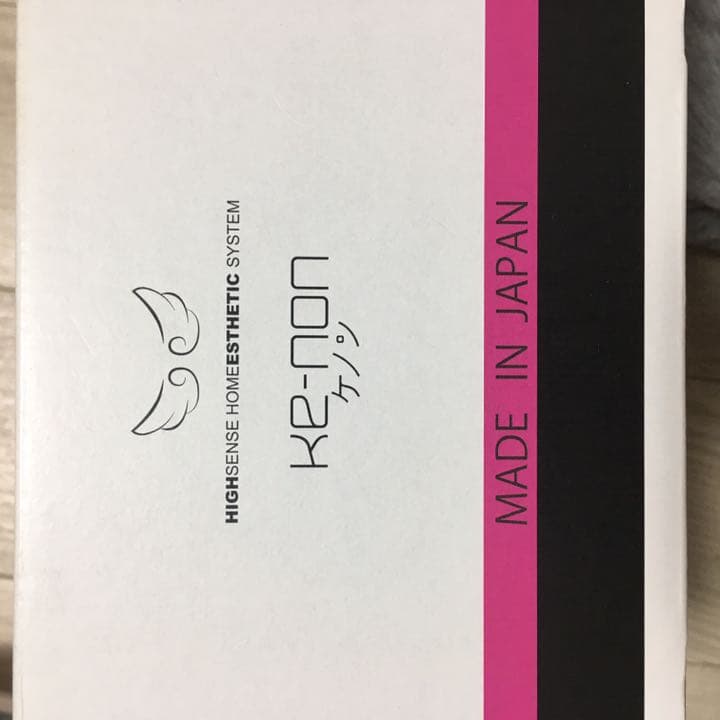 HIGHSENSE HOMEESTHETIC SYSTEM
ke-non
ケノン
MADE IN JAPAN